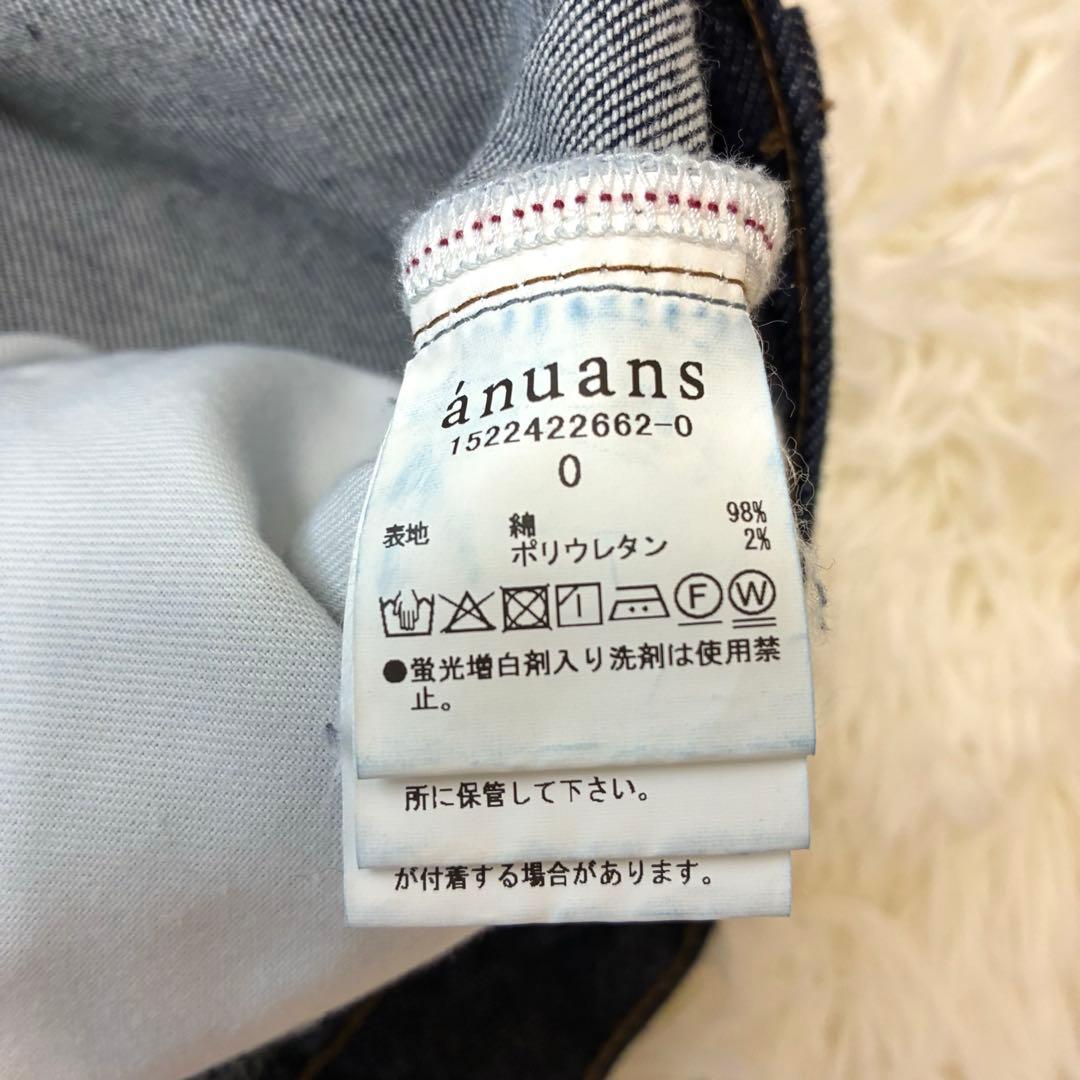 ánuans
1522422662-0
0
表地 綿 98%
ポリウレタン 2%
F W
●蛍光増白剤入り洗剤は使用禁
止。
所に保管して下さい。
が付着する場合があります。